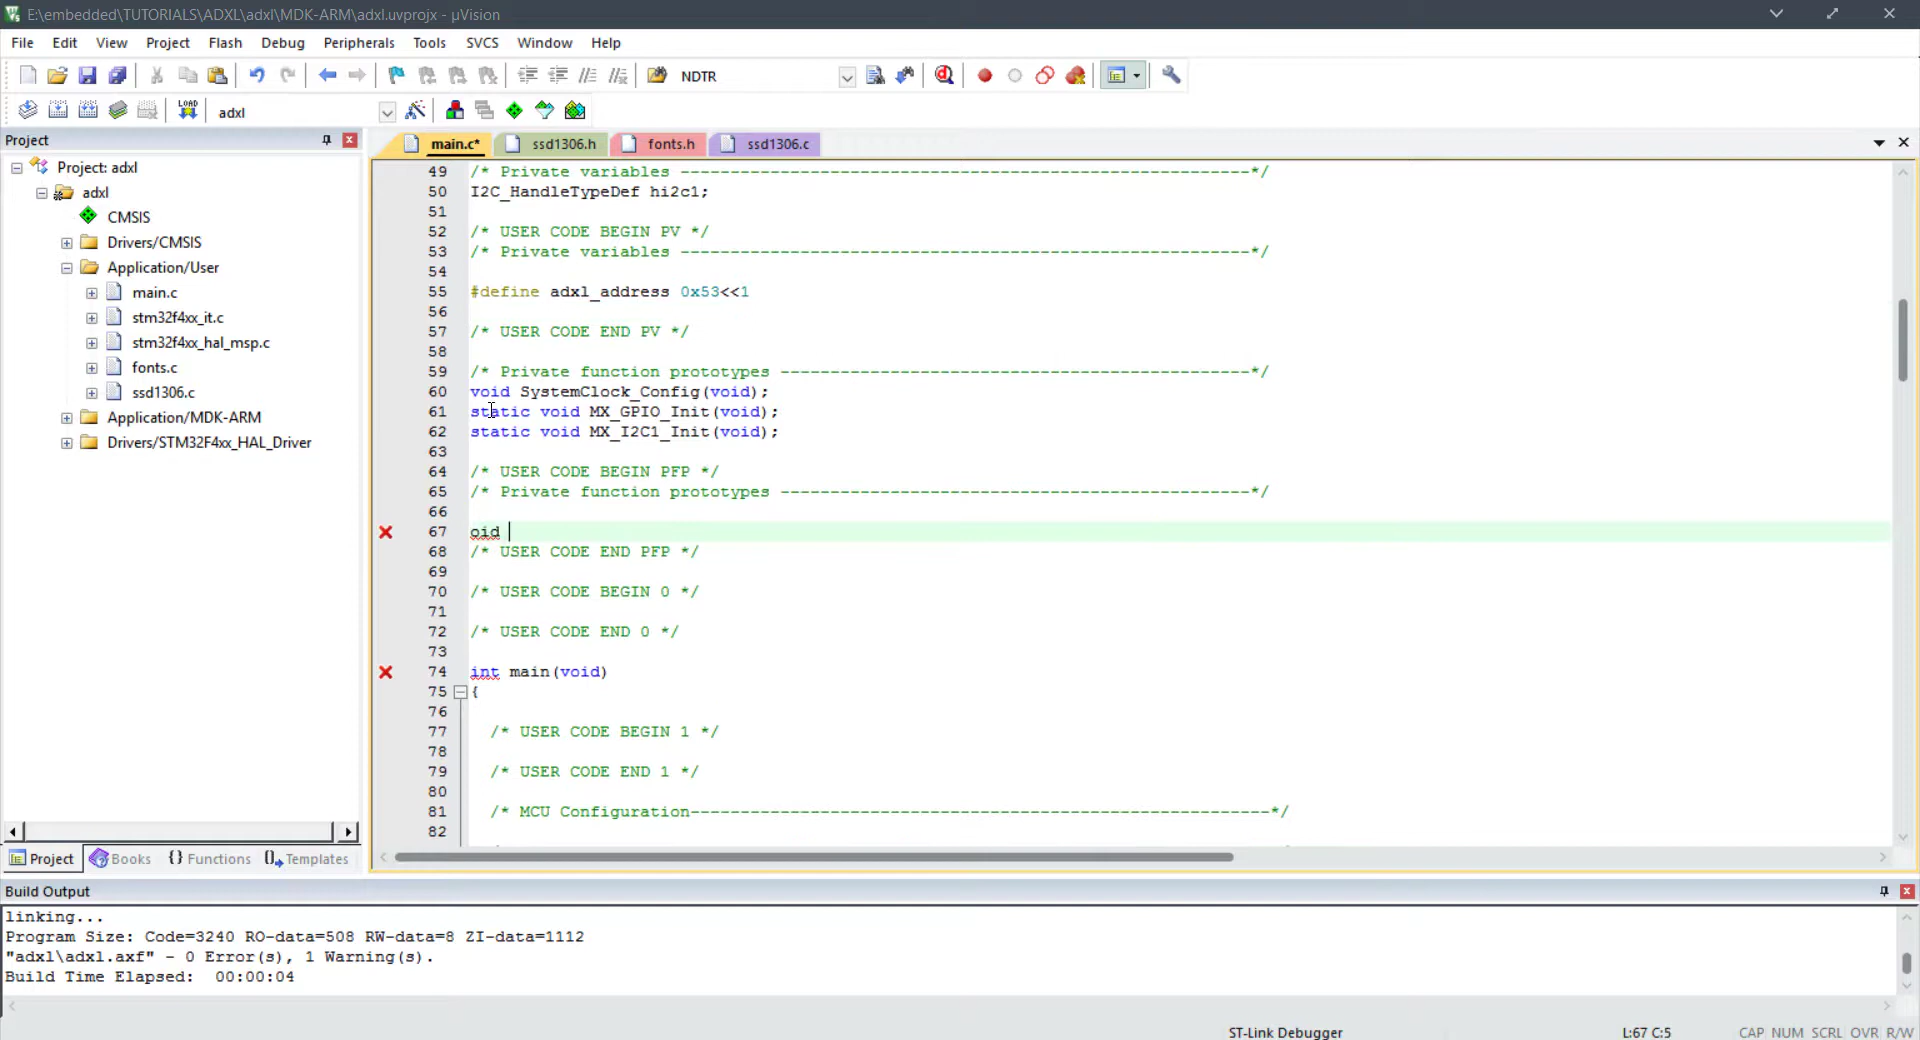 E:\embedded\TUTORIALS\ADXL\adxl\MDK-ARM\adxl.uvprojx - µVision
File Edit View Project Flash Debug Peripherals Tools SVCS Window Help
NDTR
LOAD adxl
Project
main.c* ssd1306.h fonts.h ssd1306.c
Project: adxl
adxl
CMSIS
Drivers/CMSIS
Application/User
main.c
stm32f4xx_it.c
stm32f4xx_hal_msp.c
fonts.c
ssd1306.c
Application/MDK-ARM
Drivers/STM32F4xx_HAL_Driver
Project Books Functions Templates
49 /* Private variables ---------------------------------------------------------*/
50 I2C_HandleTypeDef hi2c1;
51
52 /* USER CODE BEGIN PV */
53 /* Private variables ---------------------------------------------------------*/
54
55 #define adxl_address 0x53<<1
56
57 /* USER CODE END PV */
58
59 /* Private function prototypes -----------------------------------------------*/
60 void SystemClock_Config(void);
61 static void MX_GPIO_Init(void);
62 static void MX_I2C1_Init(void);
63
64 /* USER CODE BEGIN PFP */
65 /* Private function prototypes -----------------------------------------------*/
66
67 oid
68 /* USER CODE END PFP */
69
70 /* USER CODE BEGIN 0 */
71
72 /* USER CODE END 0 */
73
74 int main(void)
75 {
76
77 /* USER CODE BEGIN 1 */
78
79 /* USER CODE END 1 */
80
81 /* MCU Configuration----------------------------------------------------------*/
82
Build Output
linking...
Program Size: Code=3240 RO-data=508 RW-data=8 ZI-data=1112
"adxl\adxl.axf" - 0 Error(s), 1 Warning(s).
Build Time Elapsed:  00:00:04
ST-Link Debugger L:67 C:5 CAP NUM SCRL OVR R/W